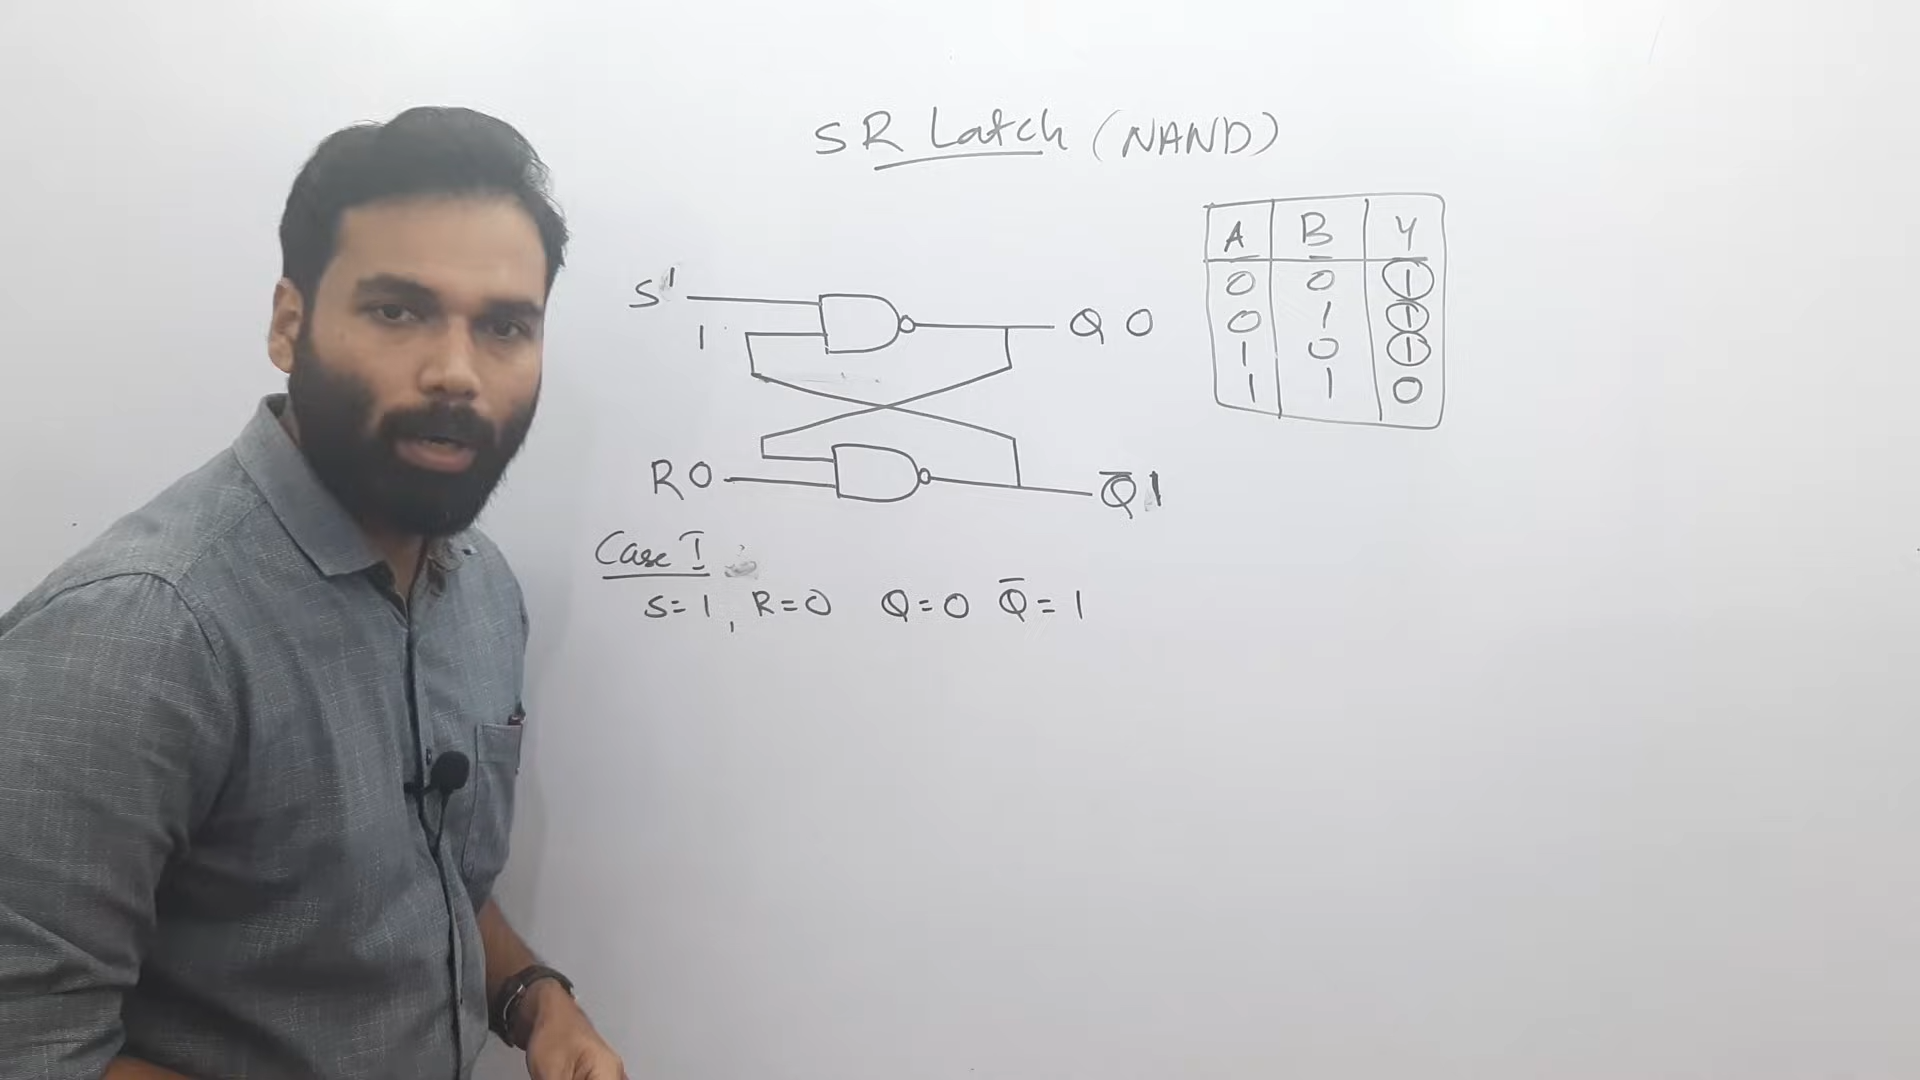 SR Latch (NAND)
A B Y
0 0 1
0 1 1
1 0 1
1 1 0
S 1
1
Q 0
R 0
Q̅ 1
Case I
S=1, R=0 Q=0 Q̅=1